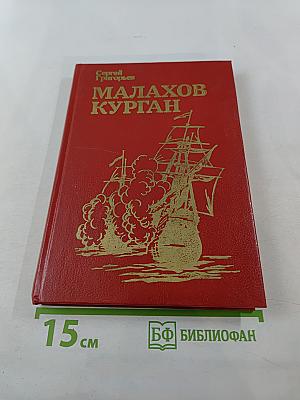 Сергей
Григорьев
МАЛАХОВ
КУРГАН
15 см
БФ БИБЛИОФАН